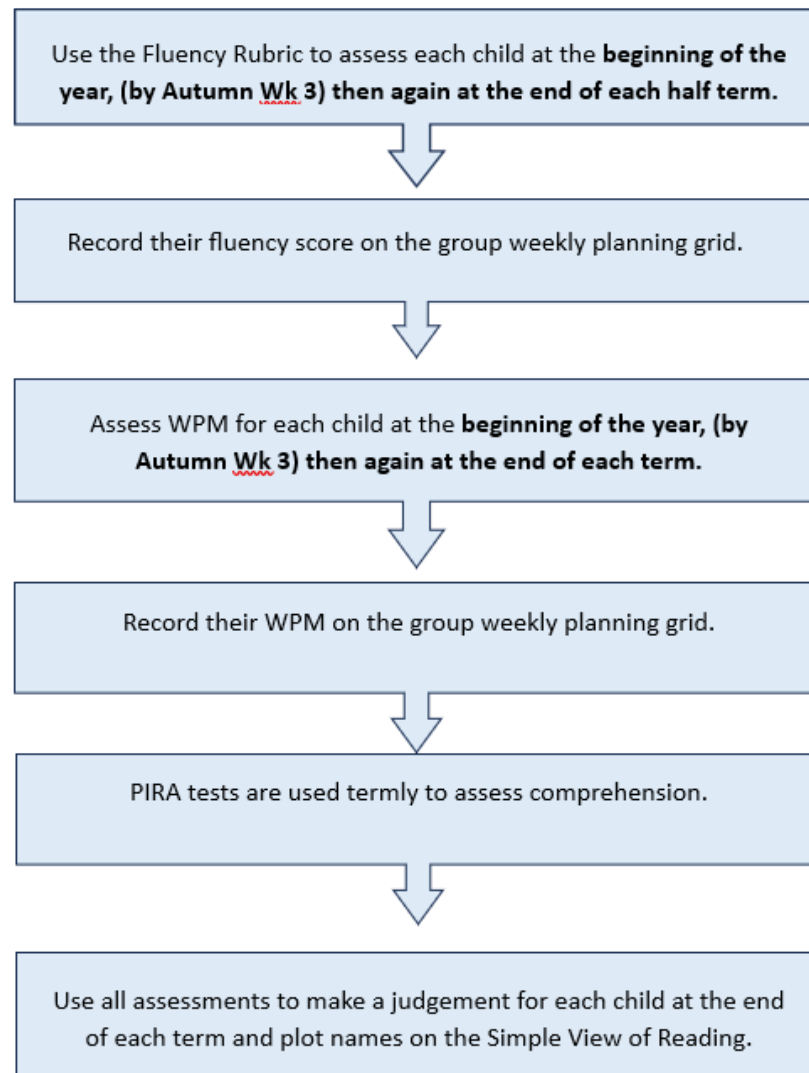 Use the Fluency Rubric to assess each child at the beginning of the
year, (by Autumn Wk 3) then again at the end of each half term.
Record their fluency score on the group weekly planning grid.
Assess WPM for each child at the beginning of the year, (by
Autumn Wk 3) then again at the end of each term.
Record their WPM on the group weekly planning grid.
PIRA tests are used termly to assess comprehension.
Use all assessments to make a judgement for each child at the end
of each term and plot names on the Simple View of Reading.